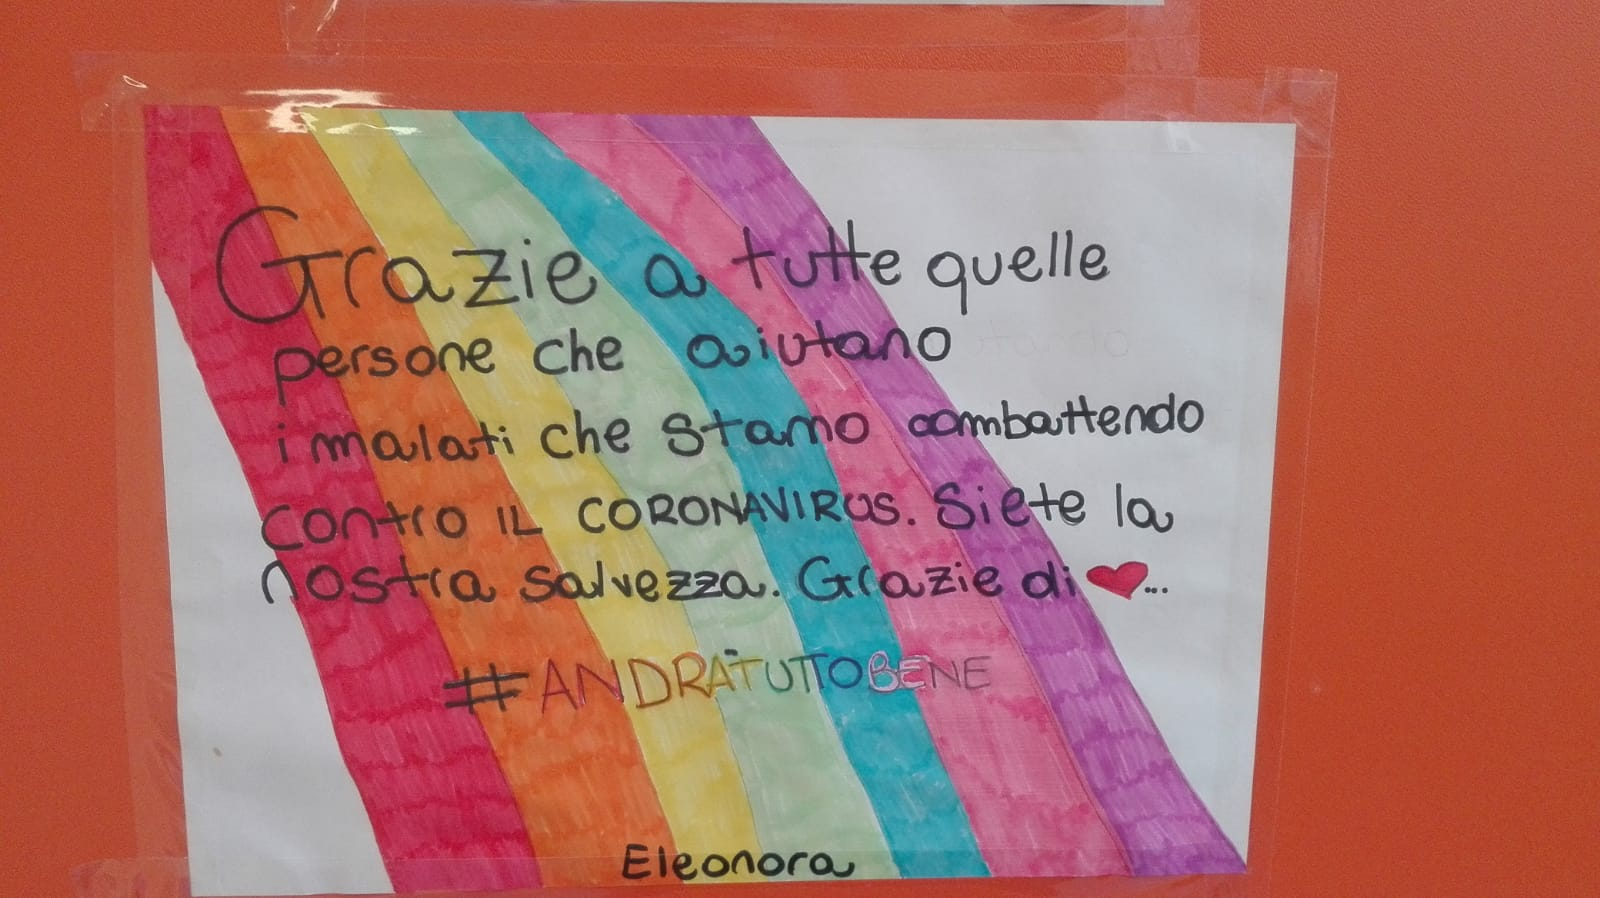 Grazie a tutte quelle
persone che aiutano
i malati che stamo combattendo
contro IL CORONAVIRUS. Siete la
nostra salvezza. Grazie di ❤...
#ANDRÀTUTTOBENE
Eleonora